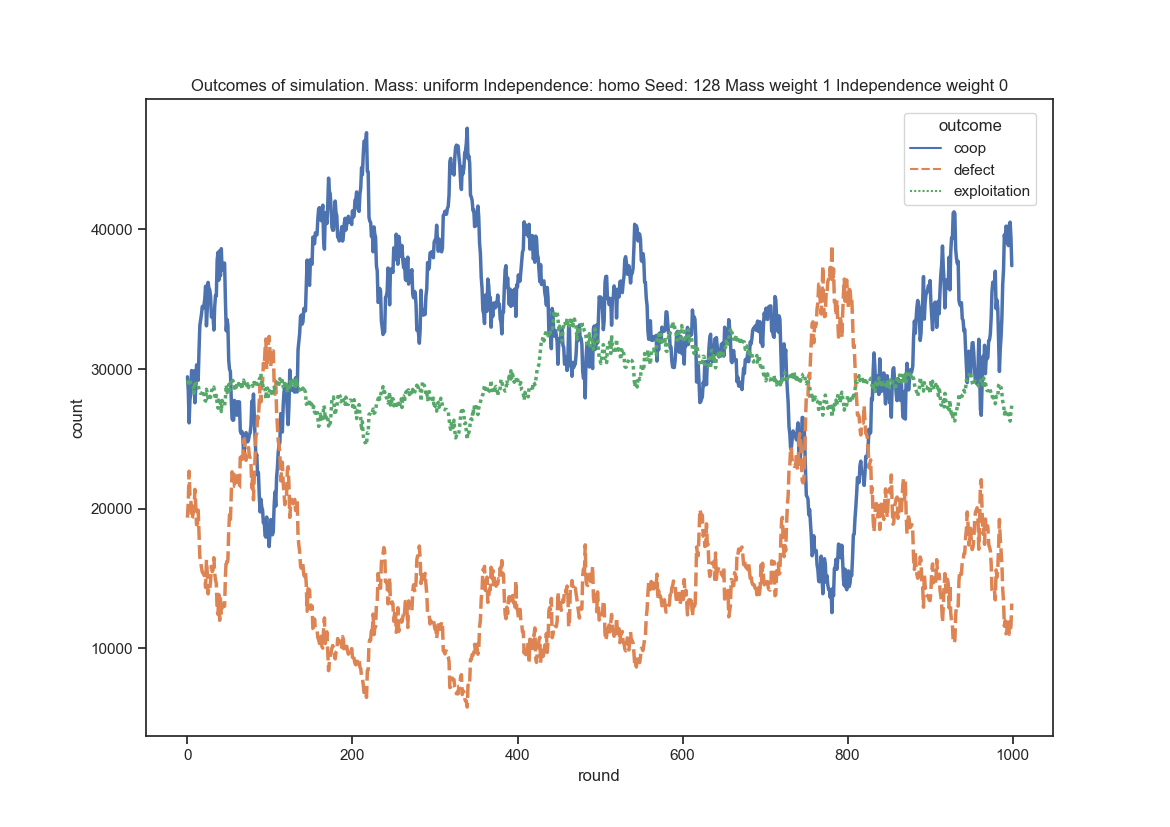 Outcomes of simulation. Mass: uniform Independence: homo Seed: 128 Mass weight 1 Independence weight 0
outcome
coop
defect
exploitation
count
40000
30000
20000
10000
0 200 400 600 800 1000
round